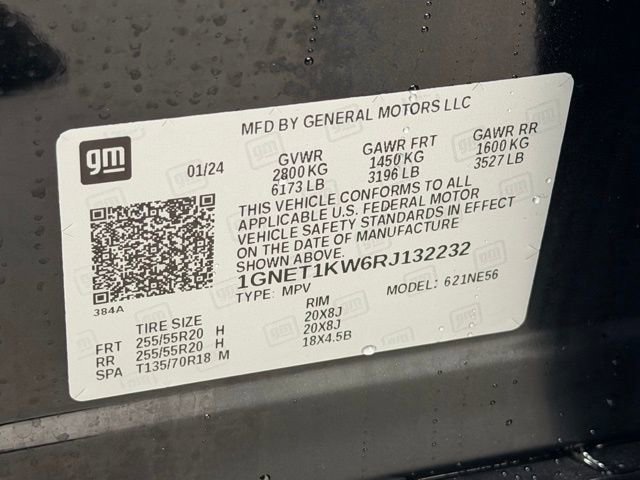 MFD BY GENERAL MOTORS LLC
gm
01/24
GVWR GAWR FRT GAWR RR
2800 KG 1450 KG 1600 KG
6173 LB 3196 LB 3527 LB
THIS VEHICLE CONFORMS TO ALL
APPLICABLE U.S. FEDERAL MOTOR
VEHICLE SAFETY STANDARDS IN EFFECT
ON THE DATE OF MANUFACTURE
SHOWN ABOVE.
1GNET1KW6RJ132232
TYPE: MPV MODEL: 621NE56
384A
TIRE SIZE RIM
FRT 255/55R20 H 20X8J
RR 255/55R20 H 20X8J
SPA T135/70R18 M 18X4.5B